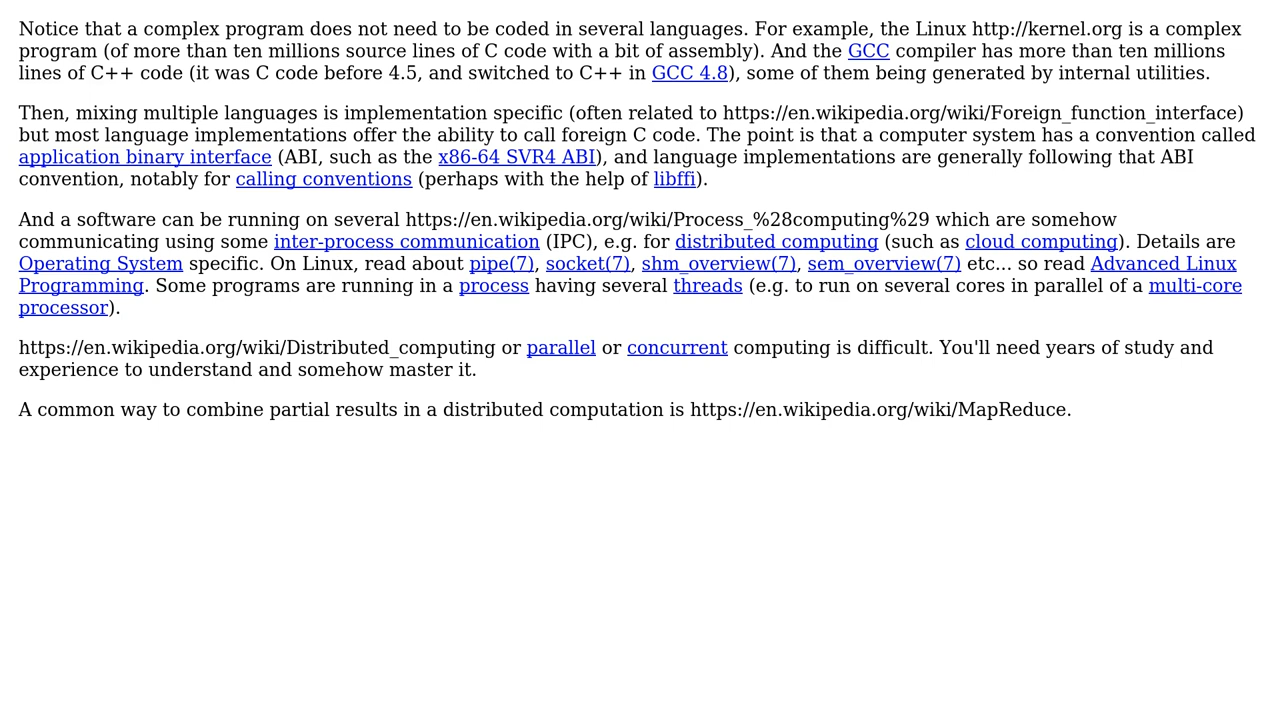 Notice that a complex program does not need to be coded in several languages. For example, the Linux http://kernel.org is a complex
program (of more than ten millions source lines of C code with a bit of assembly). And the GCC compiler has more than ten millions
lines of C++ code (it was C code before 4.5, and switched to C++ in GCC 4.8), some of them being generated by internal utilities.
Then, mixing multiple languages is implementation specific (often related to https://en.wikipedia.org/wiki/Foreign_function_interface)
but most language implementations offer the ability to call foreign C code. The point is that a computer system has a convention called
application binary interface (ABI, such as the x86-64 SVR4 ABI), and language implementations are generally following that ABI
convention, notably for calling conventions (perhaps with the help of libffi).
And a software can be running on several https://en.wikipedia.org/wiki/Process_%28computing%29 which are somehow
communicating using some inter-process communication (IPC), e.g. for distributed computing (such as cloud computing). Details are
Operating System specific. On Linux, read about pipe(7), socket(7), shm_overview(7), sem_overview(7) etc... so read Advanced Linux
Programming. Some programs are running in a process having several threads (e.g. to run on several cores in parallel of a multi-core
processor).
https://en.wikipedia.org/wiki/Distributed_computing or parallel or concurrent computing is difficult. You'll need years of study and
experience to understand and somehow master it.
A common way to combine partial results in a distributed computation is https://en.wikipedia.org/wiki/MapReduce.